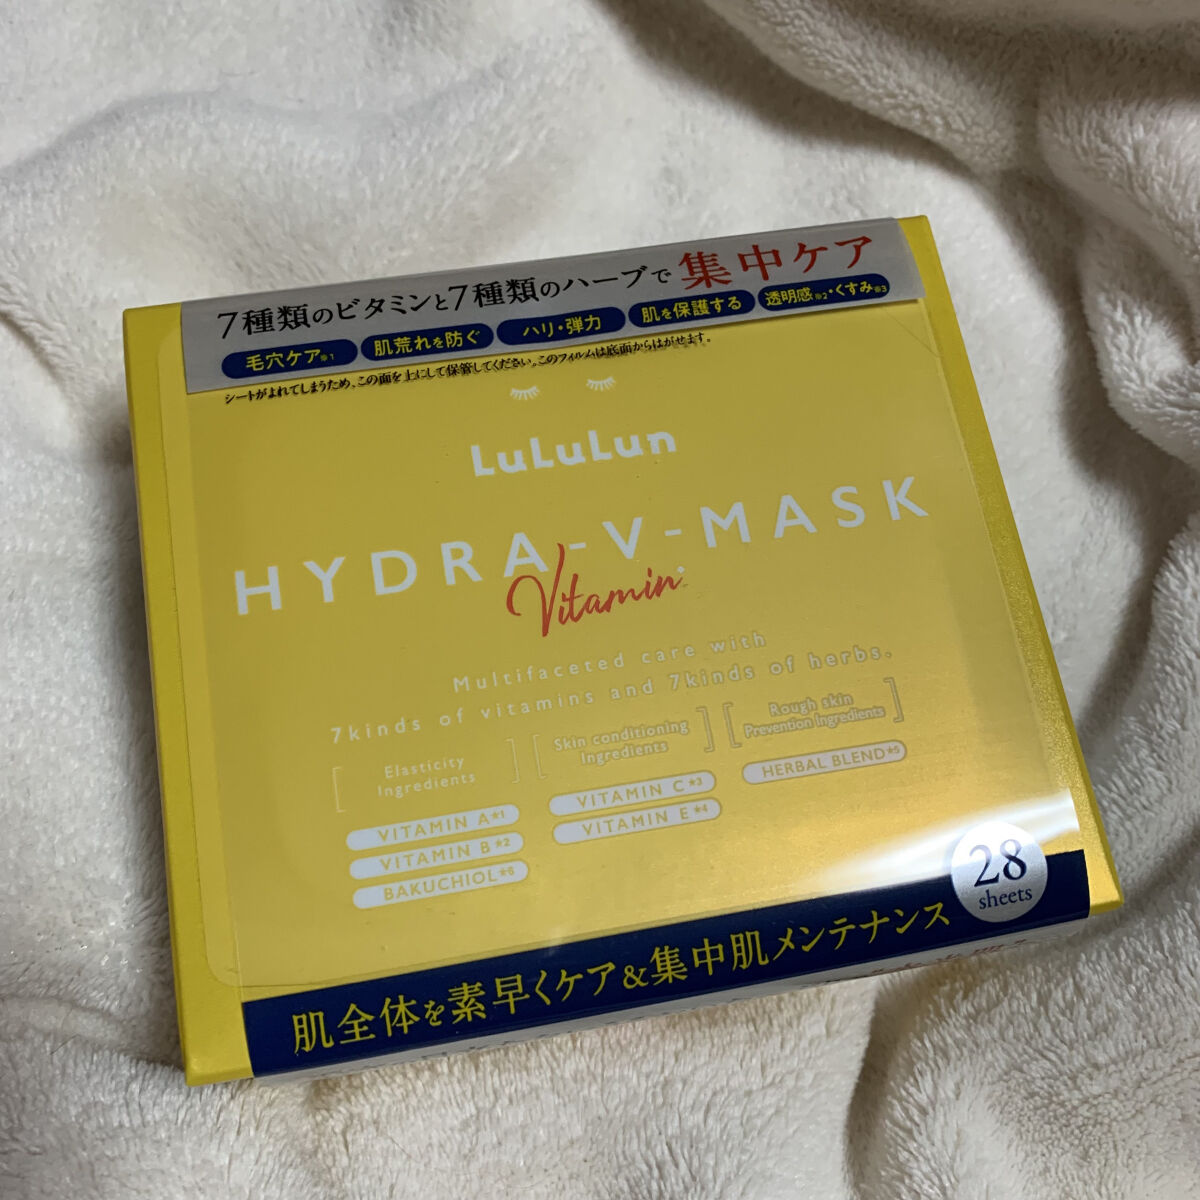 7種類のビタミンと7種類のハーブで 集中ケア
毛穴ケア※1 肌荒れを防ぐ ハリ・弾力 肌を保護する 透明感※2・くすみ※3
シートがよれてしまうため、この面を上にして保管してください。このフィルムは底面からはがせます。
LuLuLun
HYDRA-V-MASK
Vitamin
Multifaceted care with
7kinds of vitamins and 7kinds of herbs.
Elasticity
Ingredients
VITAMIN A★1
VITAMIN B★2
BAKUCHIOL★6
Skin conditioning
Ingredients
VITAMIN C★3
VITAMIN E★4
Rough skin
Prevention Ingredients
HERBAL BLEND★5
28
sheets
肌全体を素早くケア&集中肌メンテナンス